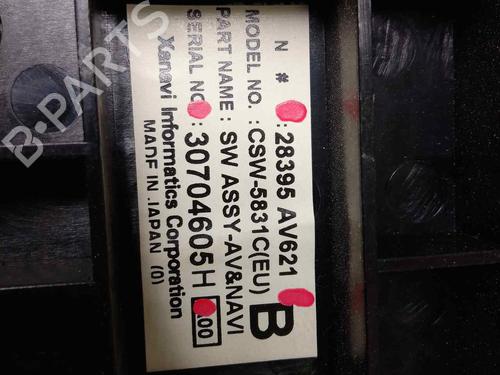 N # : 28395 AV621
MODEL NO. : CSW-5831C(EU)
B
PART NAME : SW ASSY-AV&NAVI
SERIAL NO : 30704605H
.00
Xanavi Informatics Corporation
MADE IN JAPAN (0)
B-PARTS